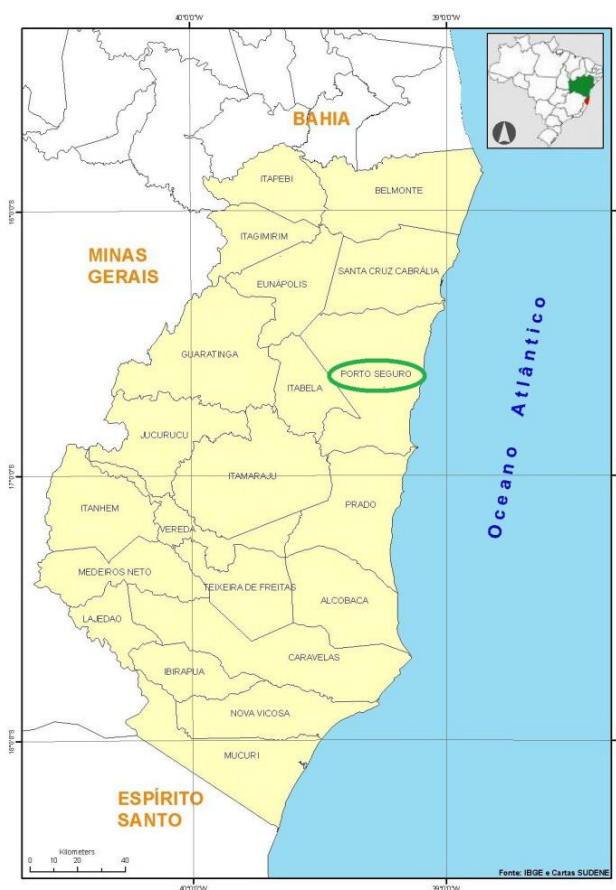 40°0'0"W
39°0'0"W
BAHIA
ITAPEBI
BELMONTE
16°0'0"S
ITAGIMIRIM
MINAS
GERAIS
SANTA CRUZ CABRÁLIA
EUNÁPOLIS
GUARATINGA
PORTO SEGURO
ITABELA
Oceano Atlântico
JUCURUCU
ITAMARAJU
17°0'0"S
ITANHEM
PRADO
VEREDA
MEDEIROS NETO
TEIXEIRA DE FREITAS
ALCOBACA
LAJEDAO
CARAVELAS
IBIRAPUA
NOVA VICOSA
18°0'0"S
MUCURI
ESPÍRITO
SANTO
Kilometers
0 10 20 40
40°0'0"W
39°0'0"W
Fonte: IBGE e Cartas SUDENE